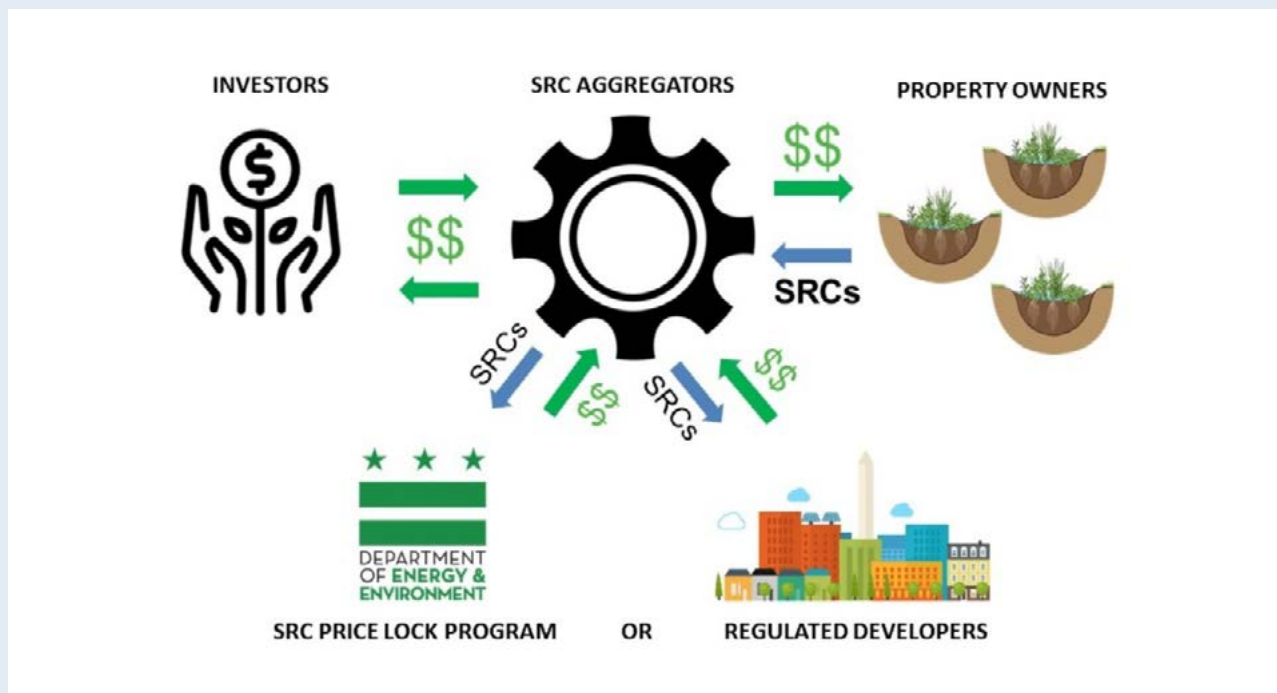 INVESTORS
SRC AGGREGATORS
PROPERTY OWNERS
$
$$
$$
SRCs
SRCs
$$
SRCs
$$
DEPARTMENT
OF ENERGY &
ENVIRONMENT
SRC PRICE LOCK PROGRAM
OR
REGULATED DEVELOPERS